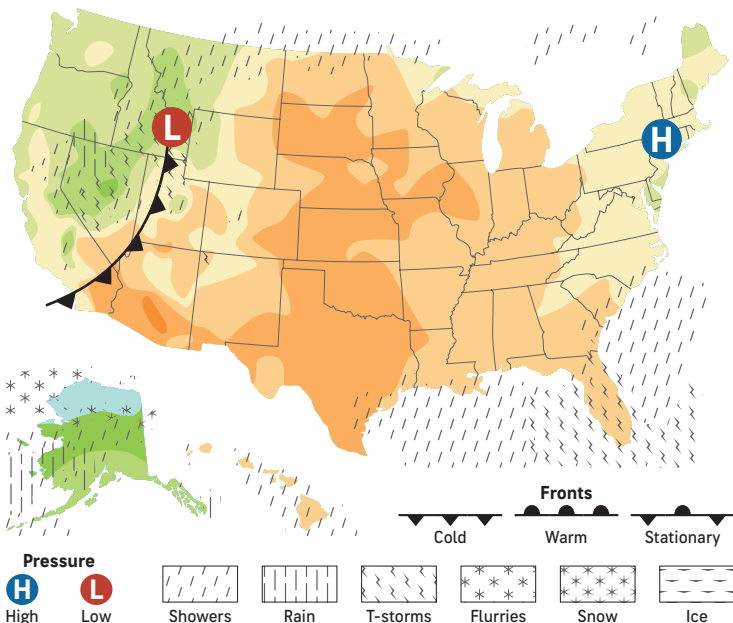 L
H
Fronts
Cold Warm Stationary
Pressure
H L
High Low Showers Rain T-storms Flurries Snow Ice